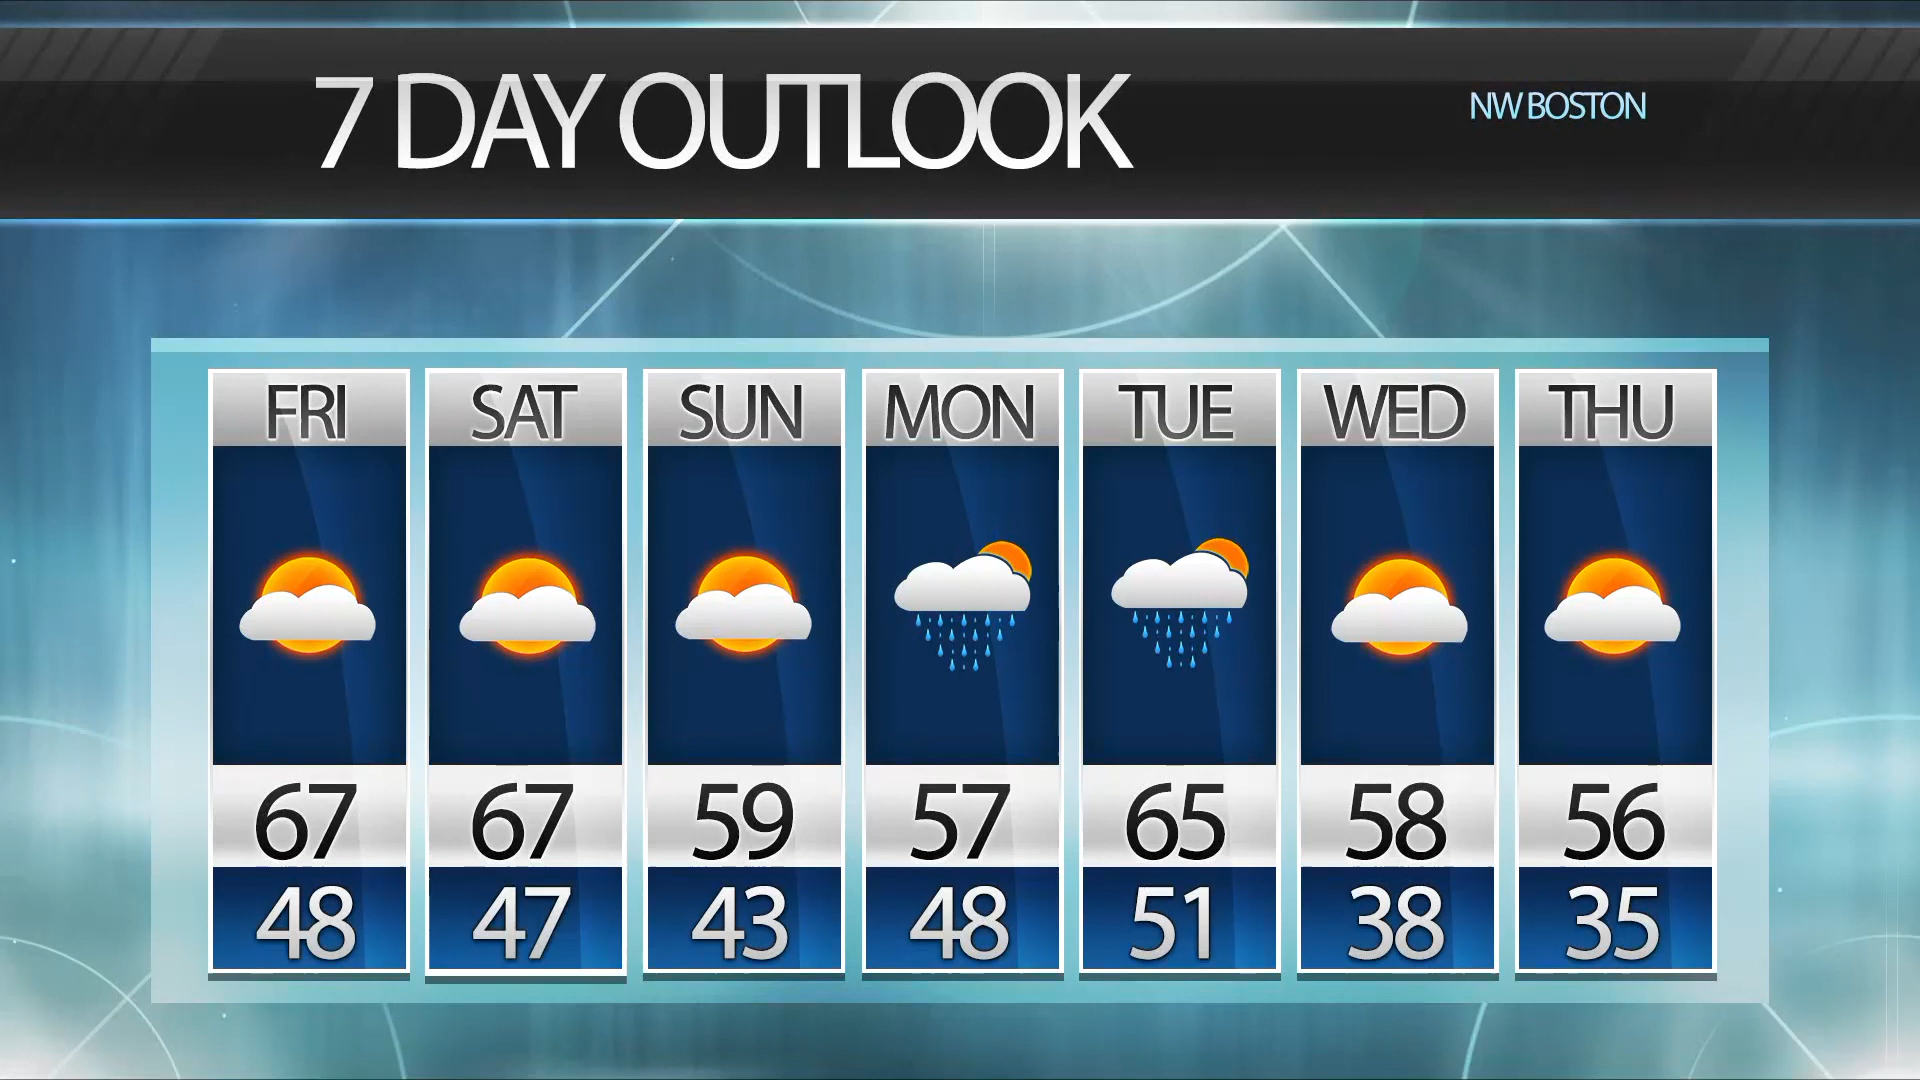 7 DAY OUTLOOK
NW BOSTON
FRI SAT SUN MON TUE WED THU
67 67 59 57 65 58 56
48 47 43 48 51 38 35